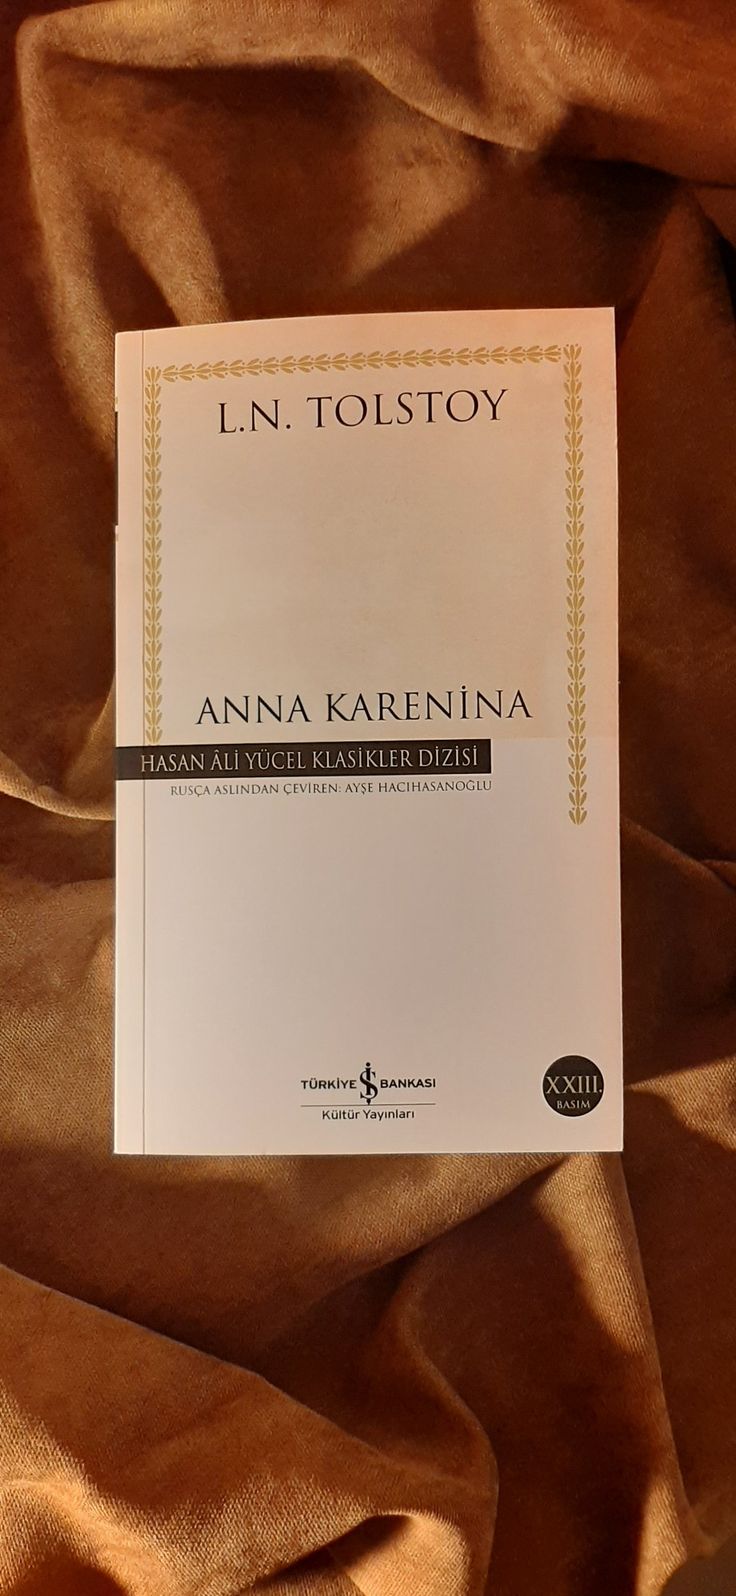 L.N. TOLSTOY
ANNA KARENİNA
HASAN ÂLİ YÜCEL KLASİKLER DİZİSİ
RUSÇA ASLINDAN ÇEVİREN: AYŞE HACIHASANOĞLU
TÜRKİYE İŞ BANKASI
Kültür Yayınları
XXIII.
BASIM